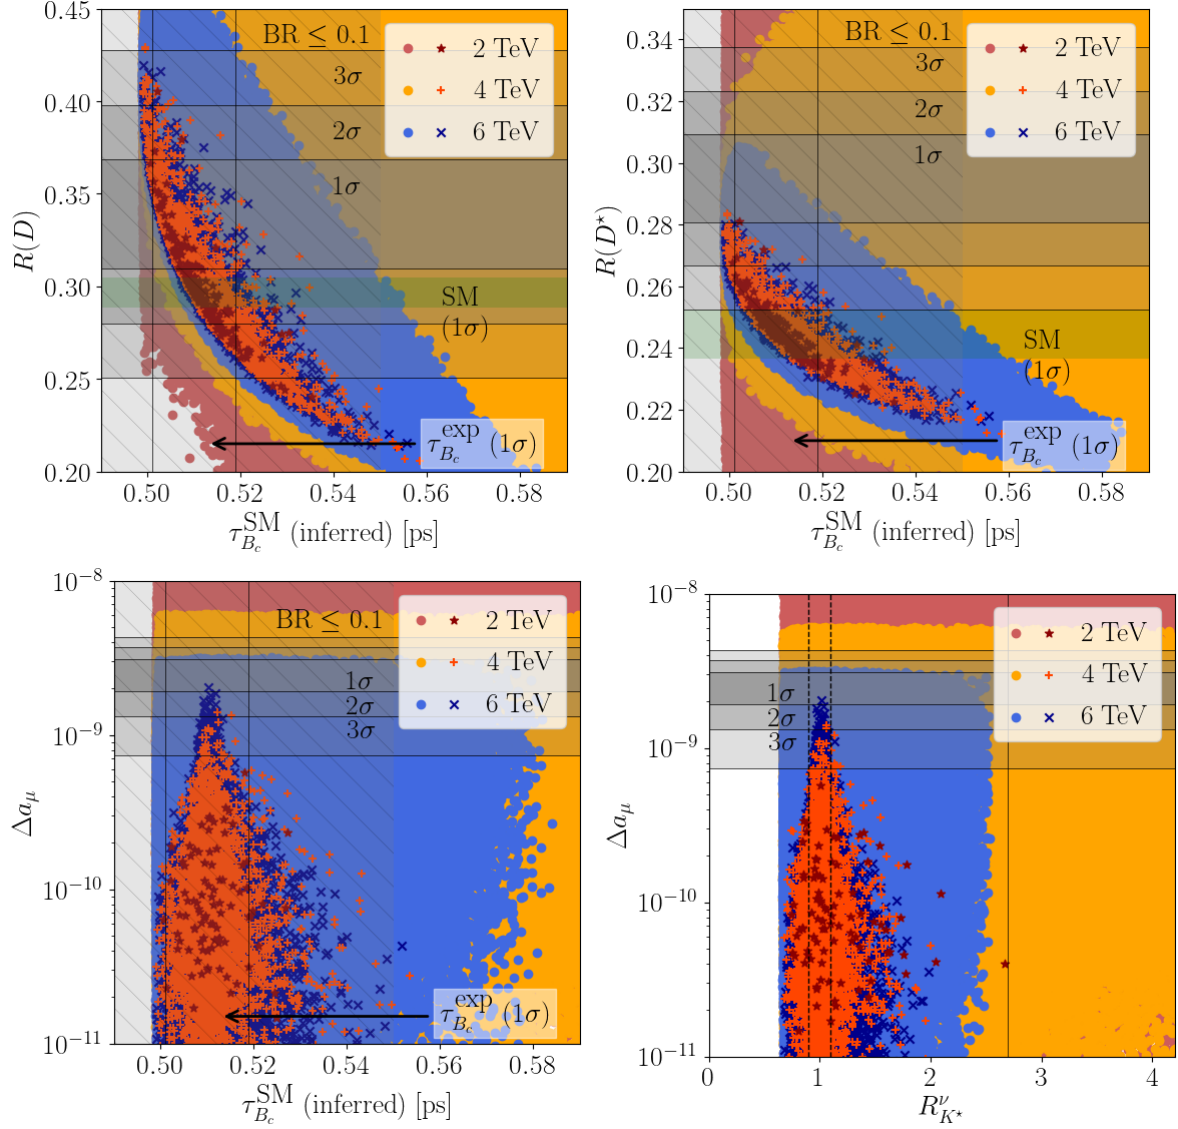 0.45
0.40
0.35
0.30
0.25
0.20
R(D)
BR ≤ 0.1
3σ
2σ
1σ
2 TeV
4 TeV
6 TeV
SM
(1σ)
τ_{B_c}^{exp} (1σ)
0.50 0.52 0.54 0.56 0.58
τ_{B_c}^{SM} (inferred) [ps]
0.34
0.32
0.30
0.28
0.26
0.24
0.22
0.20
R(D⋆)
BR ≤ 0.1
3σ
2σ
1σ
2 TeV
4 TeV
6 TeV
SM
(1σ)
τ_{B_c}^{exp} (1σ)
0.50 0.52 0.54 0.56 0.58
τ_{B_c}^{SM} (inferred) [ps]
10⁻⁸
10⁻⁹
10⁻¹⁰
10⁻¹¹
Δa_μ
BR ≤ 0.1
1σ
2σ
3σ
2 TeV
4 TeV
6 TeV
τ_{B_c}^{exp} (1σ)
0.50 0.52 0.54 0.56 0.58
τ_{B_c}^{SM} (inferred) [ps]
10⁻⁸
10⁻⁹
10⁻¹⁰
10⁻¹¹
Δa_μ
1σ
2σ
3σ
2 TeV
4 TeV
6 TeV
0 1 2 3 4
R_{K⋆}^ν